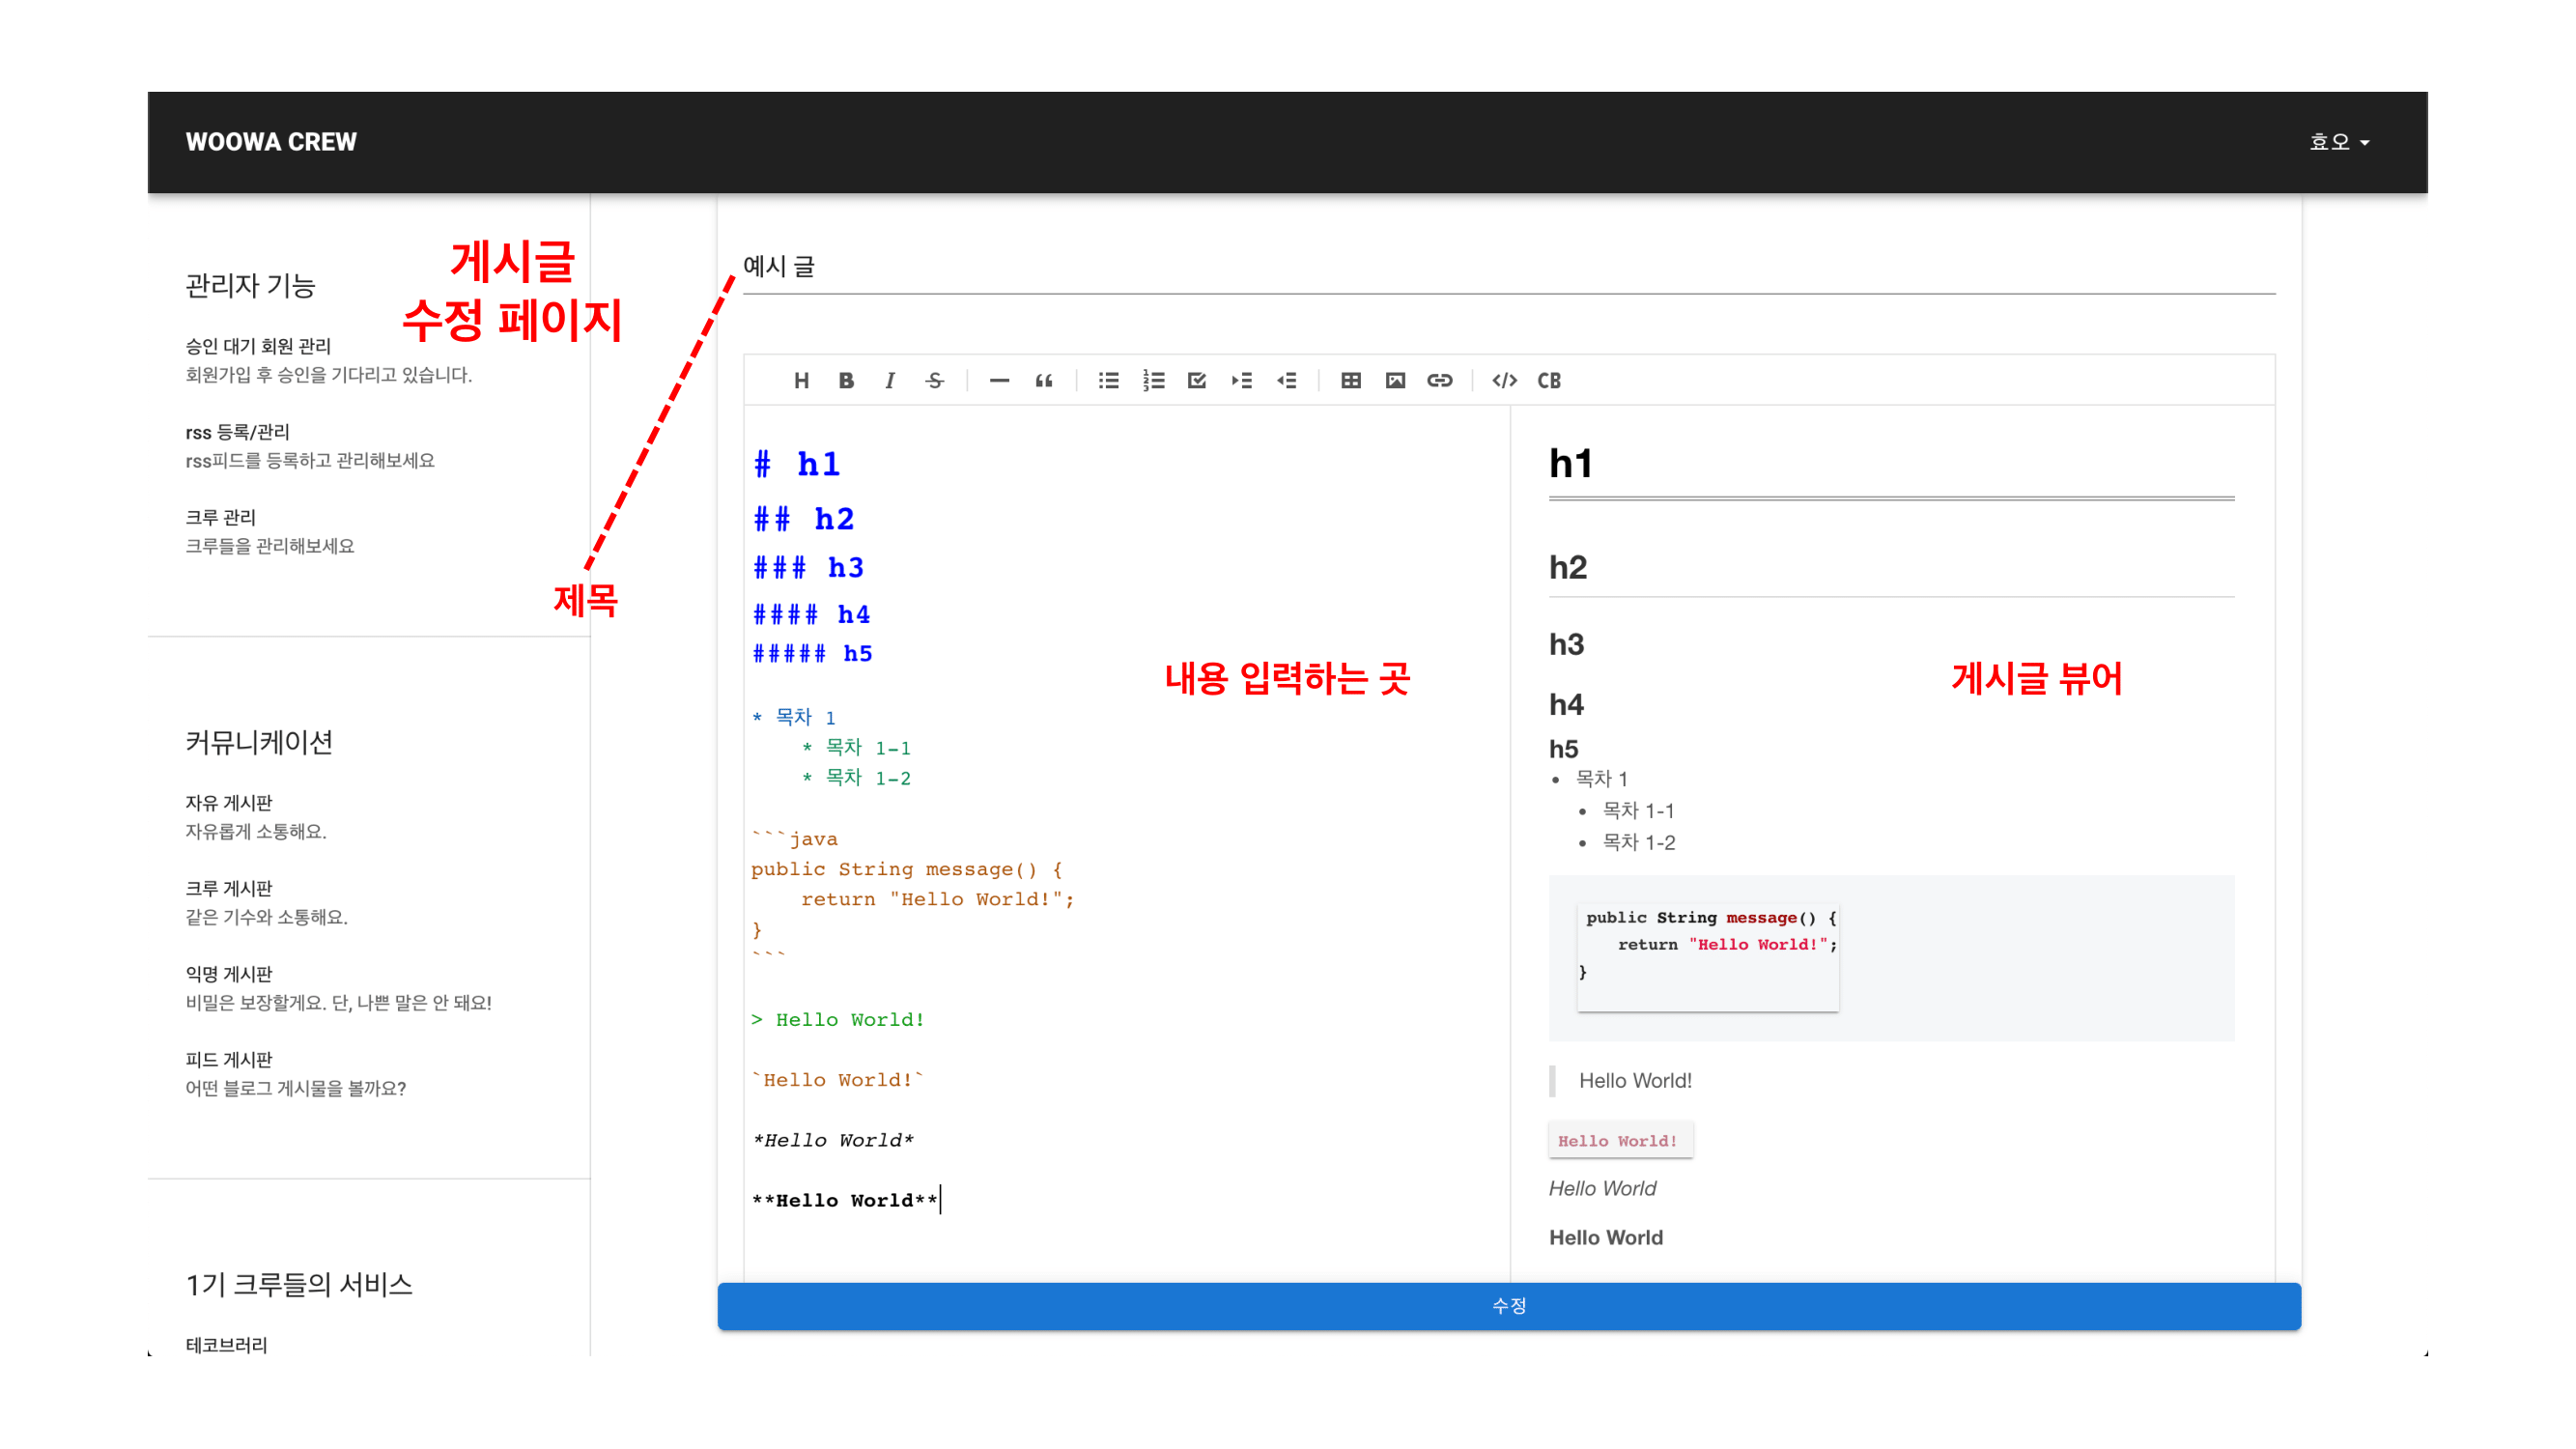 WOOWA CREW
효오
게시글
수정 페이지
관리자 기능
승인 대기 회원 관리
회원가입 후 승인을 기다리고 있습니다.
rss 등록/관리
rss피드를 등록하고 관리해보세요
크루 관리
크루들을 관리해보세요
제목
커뮤니케이션
자유 게시판
자유롭게 소통해요.
크루 게시판
같은 기수와 소통해요.
익명 게시판
비밀은 보장할게요. 단, 나쁜 말은 안 돼요!
피드 게시판
어떤 블로그 게시물을 볼까요?
1기 크루들의 서비스
테코브러리
예시 글
H B I S “ </> CB
# h1
## h2
### h3
#### h4
##### h5
내용 입력하는 곳
* 목차 1
* 목차 1-1
* 목차 1-2
```java
public String message() {
return "Hello World!";
}
```
> Hello World!
`Hello World!`
*Hello World*
**Hello World**
h1
h2
h3
게시글 뷰어
h4
h5
• 목차 1
• 목차 1-1
• 목차 1-2
public String message() {
return "Hello World!";
}
Hello World!
Hello World!
Hello World
Hello World
수정